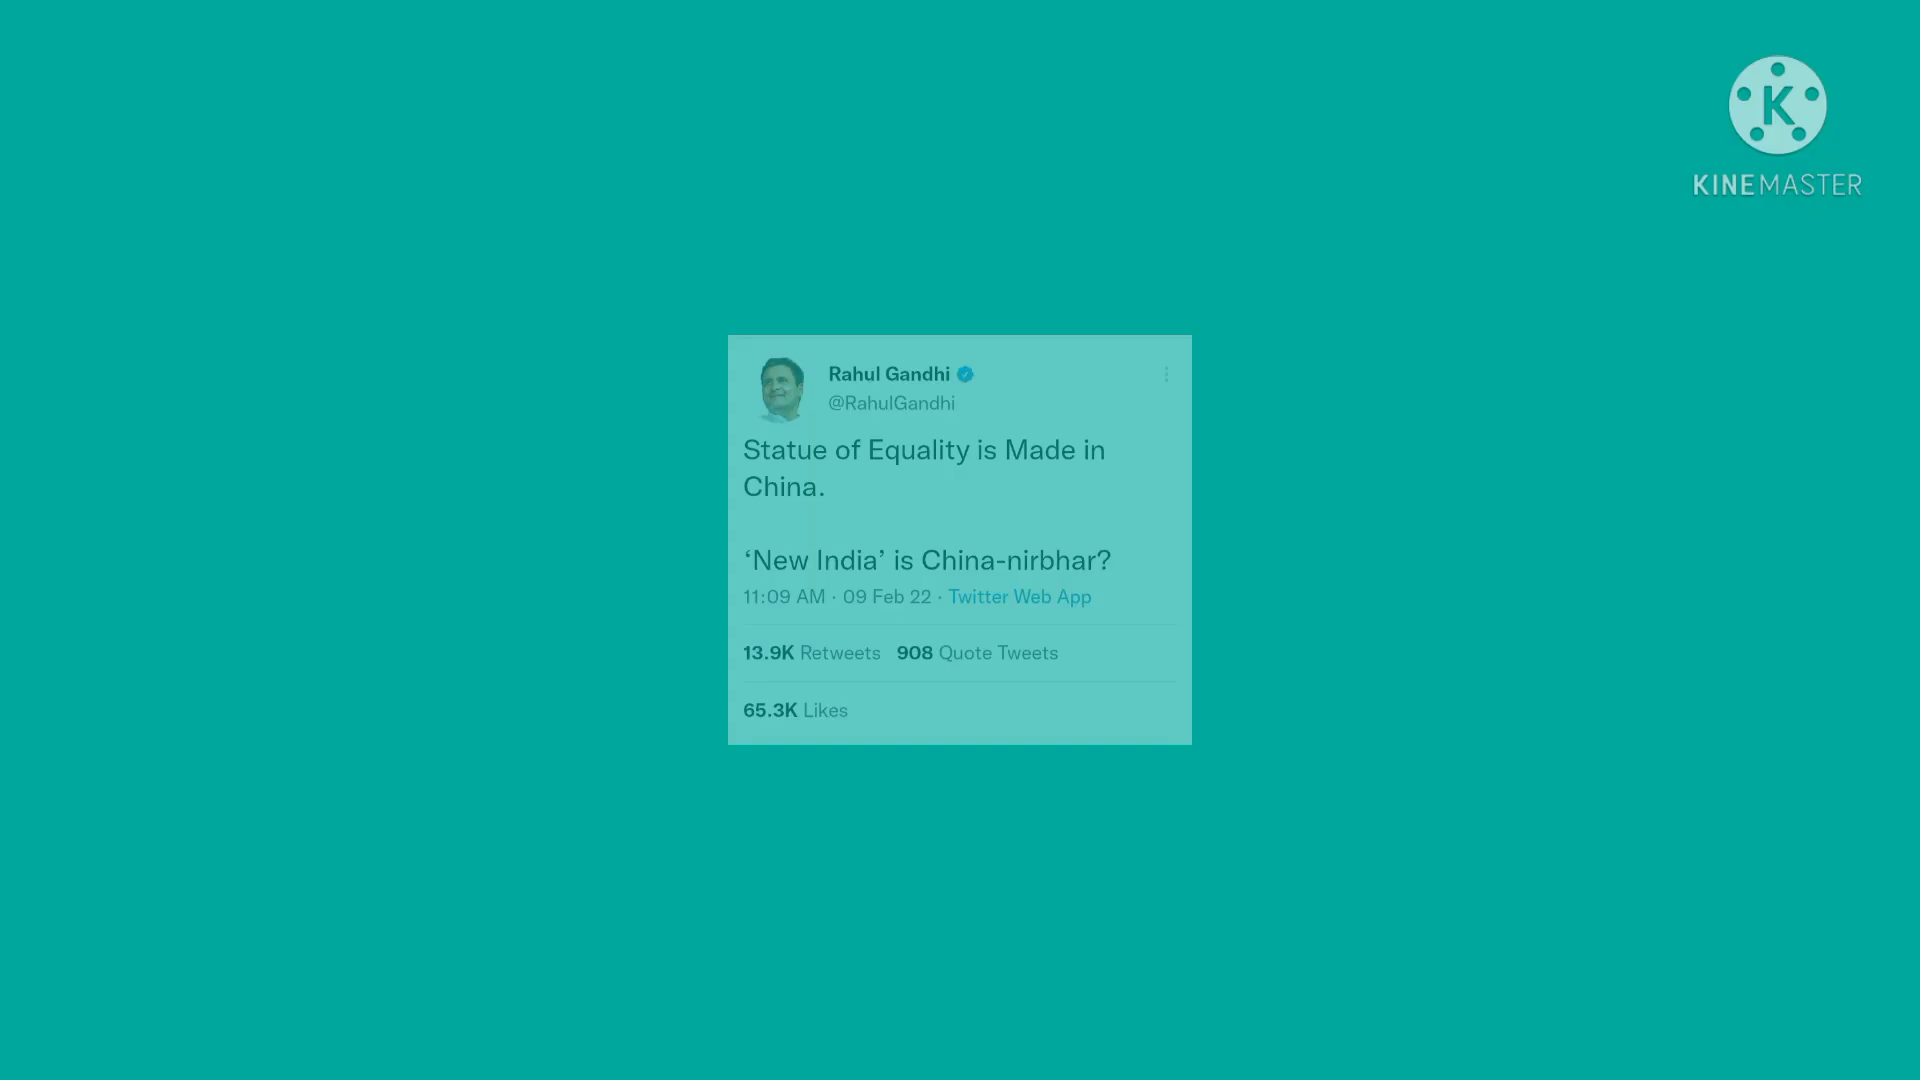 K
KINEMASTER
Rahul Gandhi
@RahulGandhi
Statue of Equality is Made in
China.
‘New India’ is China-nirbhar?
11:09 AM · 09 Feb 22 · Twitter Web App
13.9K Retweets 908 Quote Tweets
65.3K Likes